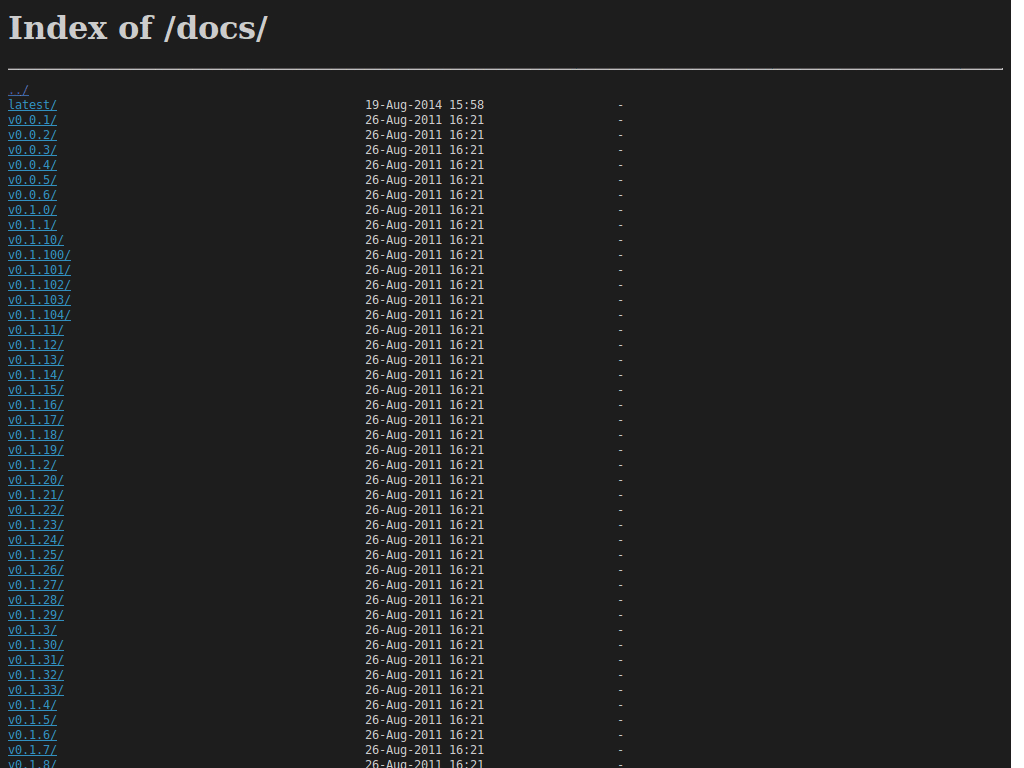 Index of /docs/
../
latest/ 19-Aug-2014 15:58 -
v0.0.1/ 26-Aug-2011 16:21 -
v0.0.2/ 26-Aug-2011 16:21 -
v0.0.3/ 26-Aug-2011 16:21 -
v0.0.4/ 26-Aug-2011 16:21 -
v0.0.5/ 26-Aug-2011 16:21 -
v0.0.6/ 26-Aug-2011 16:21 -
v0.1.0/ 26-Aug-2011 16:21 -
v0.1.1/ 26-Aug-2011 16:21 -
v0.1.10/ 26-Aug-2011 16:21 -
v0.1.100/ 26-Aug-2011 16:21 -
v0.1.101/ 26-Aug-2011 16:21 -
v0.1.102/ 26-Aug-2011 16:21 -
v0.1.103/ 26-Aug-2011 16:21 -
v0.1.104/ 26-Aug-2011 16:21 -
v0.1.11/ 26-Aug-2011 16:21 -
v0.1.12/ 26-Aug-2011 16:21 -
v0.1.13/ 26-Aug-2011 16:21 -
v0.1.14/ 26-Aug-2011 16:21 -
v0.1.15/ 26-Aug-2011 16:21 -
v0.1.16/ 26-Aug-2011 16:21 -
v0.1.17/ 26-Aug-2011 16:21 -
v0.1.18/ 26-Aug-2011 16:21 -
v0.1.19/ 26-Aug-2011 16:21 -
v0.1.2/ 26-Aug-2011 16:21 -
v0.1.20/ 26-Aug-2011 16:21 -
v0.1.21/ 26-Aug-2011 16:21 -
v0.1.22/ 26-Aug-2011 16:21 -
v0.1.23/ 26-Aug-2011 16:21 -
v0.1.24/ 26-Aug-2011 16:21 -
v0.1.25/ 26-Aug-2011 16:21 -
v0.1.26/ 26-Aug-2011 16:21 -
v0.1.27/ 26-Aug-2011 16:21 -
v0.1.28/ 26-Aug-2011 16:21 -
v0.1.29/ 26-Aug-2011 16:21 -
v0.1.3/ 26-Aug-2011 16:21 -
v0.1.30/ 26-Aug-2011 16:21 -
v0.1.31/ 26-Aug-2011 16:21 -
v0.1.32/ 26-Aug-2011 16:21 -
v0.1.33/ 26-Aug-2011 16:21 -
v0.1.4/ 26-Aug-2011 16:21 -
v0.1.5/ 26-Aug-2011 16:21 -
v0.1.6/ 26-Aug-2011 16:21 -
v0.1.7/ 26-Aug-2011 16:21 -
v0.1.8/ 26-Aug-2011 16:21 -